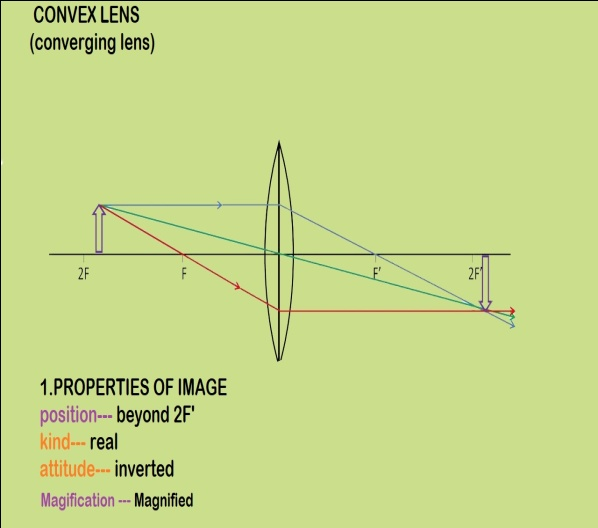 CONVEX LENS
(converging lens)
2F F F' 2F'
1.PROPERTIES OF IMAGE
position--- beyond 2F'
kind--- real
attitude--- inverted
Magification --- Magnified